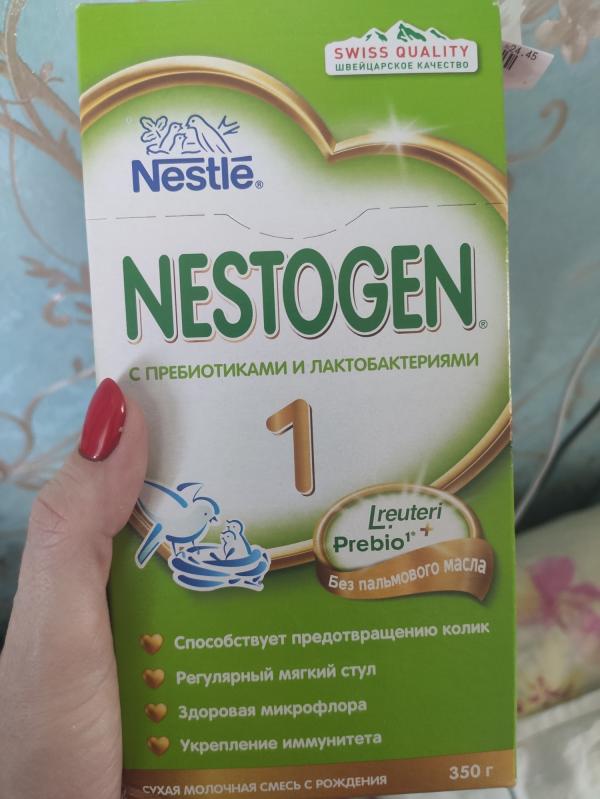 SWISS QUALITY
ШВЕЙЦАРСКОЕ КАЧЕСТВО
Nestlé®
NESTOGEN®
С ПРЕБИОТИКАМИ И ЛАКТОБАКТЕРИЯМИ
1
L.reuteri
Prebio1* +
Без пальмового масла
Способствует предотвращению колик
Регулярный мягкий стул
Здоровая микрофлора
Укрепление иммунитета
СУХАЯ МОЛОЧНАЯ СМЕСЬ С РОЖДЕНИЯ 350 г